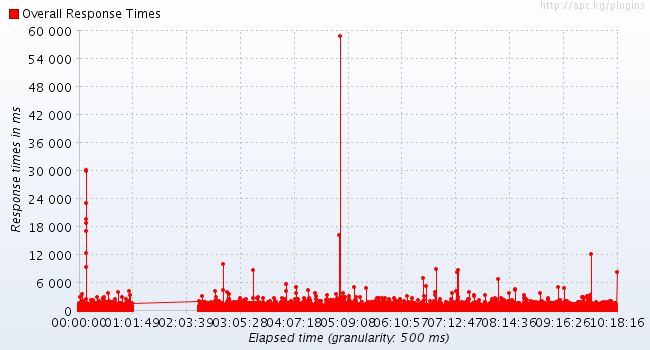 http://apc.kg/plugins
Overall Response Times
60 000
54 000
48 000
42 000
36 000
30 000
24 000
18 000
12 000
6 000
0
Response times in ms
00:00:00 01:01:49 02:03:39 03:05:28 04:07:18 05:09:08 06:10:57 07:12:47 08:14:36 09:16:26 10:18:16
Elapsed time (granularity: 500 ms)